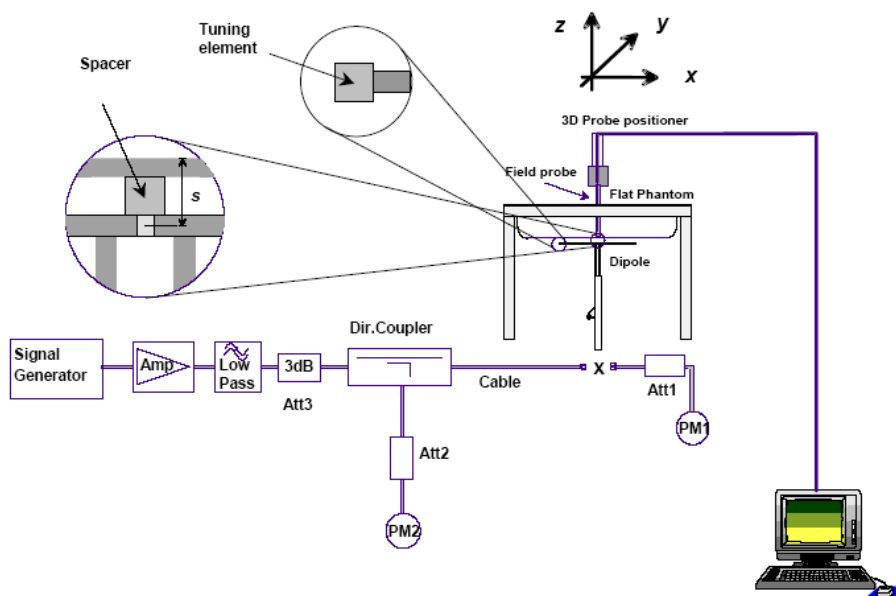 Tuning
element
Spacer
z
y
x
3D Probe positioner
Field probe
Flat Phantom
s
Dipole
Dir.Coupler
Signal
Generator
Amp
Low
Pass
3dB
Att3
Cable
X
Att1
PM1
Att2
PM2